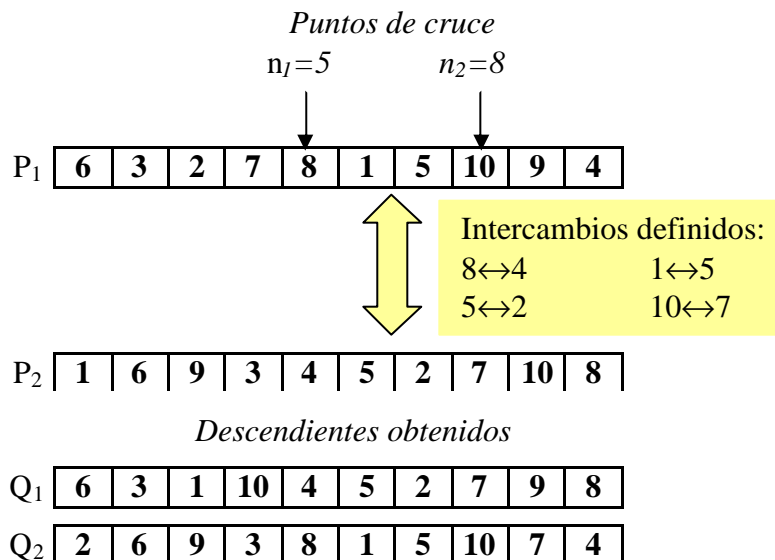 Puntos de cruce
n1=5 n2=8
P1 6 3 2 7 8 1 5 10 9 4
Intercambios definidos:
8↔4 1↔5
5↔2 10↔7
P2 1 6 9 3 4 5 2 7 10 8
Descendientes obtenidos
Q1 6 3 1 10 4 5 2 7 9 8
Q2 2 6 9 3 8 1 5 10 7 4